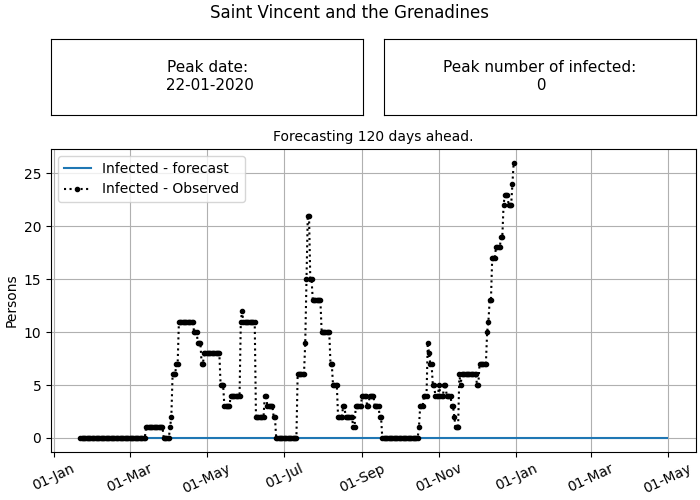 Saint Vincent and the Grenadines
Peak date:
22-01-2020
Peak number of infected:
0
Forecasting 120 days ahead.
Infected - forecast
Infected - Observed
Persons
25
20
15
10
5
0
01-Jan
01-Mar
01-May
01-Jul
01-Sep
01-Nov
01-Jan
01-Mar
01-May